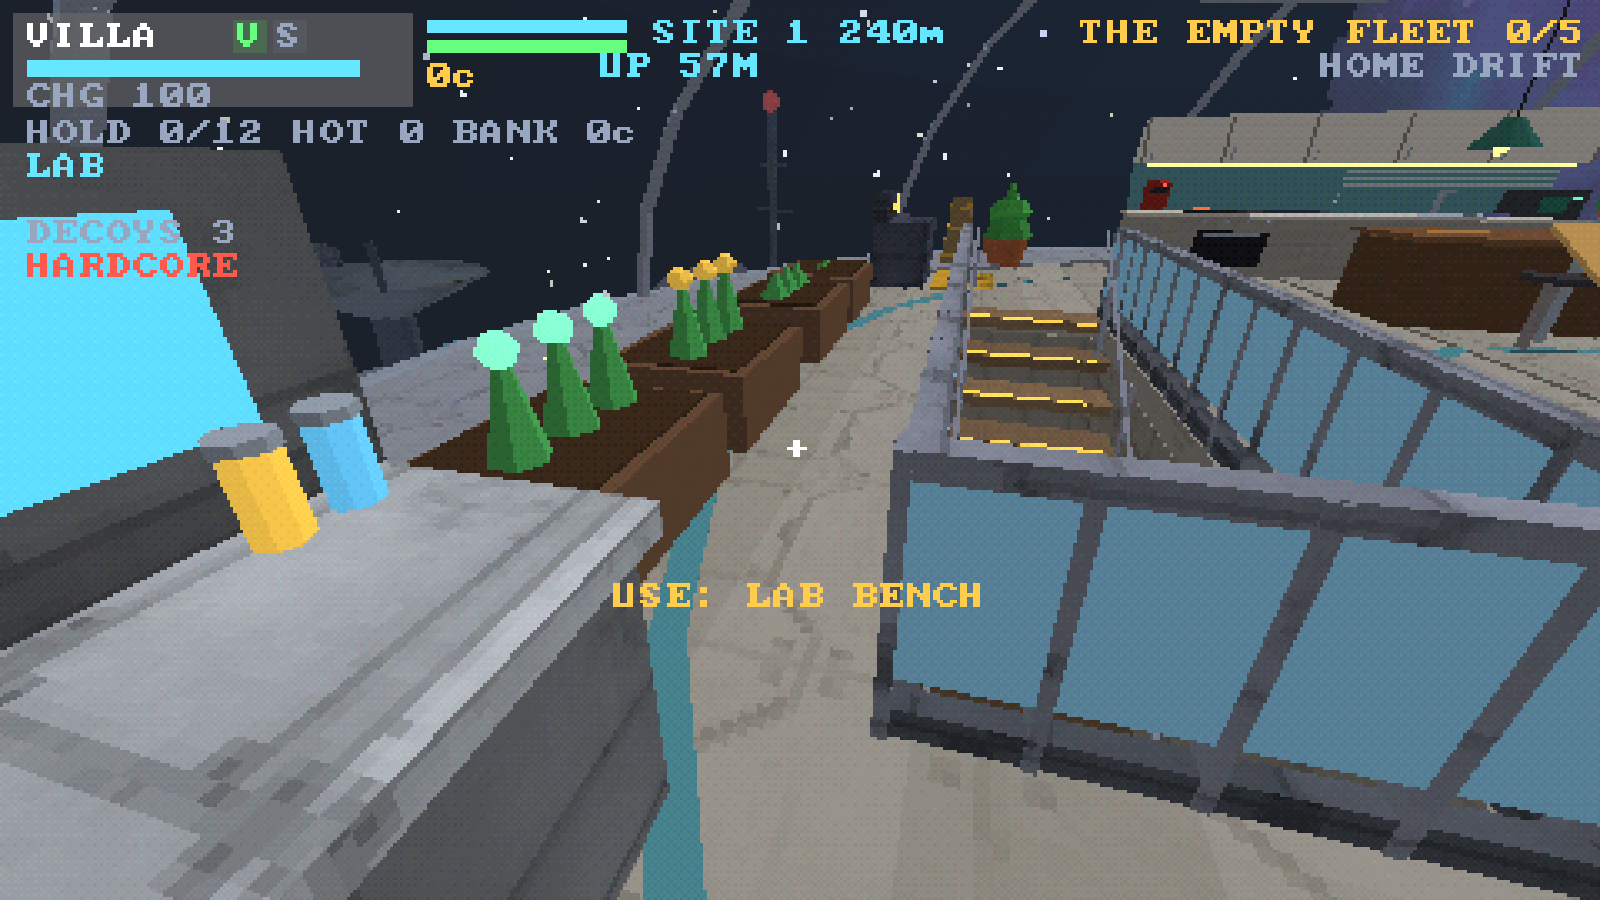 VILLA V S
CHG 100
HOLD 0/12 HOT 0 BANK 0c
LAB
DECOYS 3
HARDCORE
0c
SITE 1 240m
UP 57M
THE EMPTY FLEET 0/5
HOME DRIFT
USE: LAB BENCH